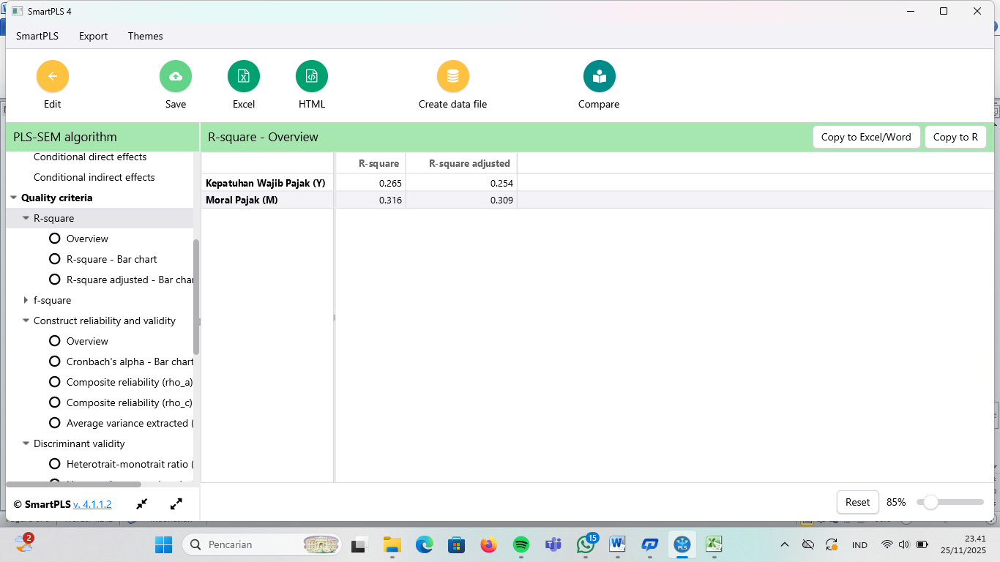 SmartPLS 4
SmartPLS Export Themes
Edit Save Excel HTML Create data file Compare
PLS-SEM algorithm
Conditional direct effects
Conditional indirect effects
Quality criteria
R-square
Overview
R-square - Bar chart
R-square adjusted - Bar char
f-square
Construct reliability and validity
Overview
Cronbach's alpha - Bar chart
Composite reliability (rho_a)
Composite reliability (rho_c)
Average variance extracted (
Discriminant validity
Heterotrait-monotrait ratio (
© SmartPLS v. 4.1.1.2
R-square - Overview Copy to Excel/Word Copy to R
R-square R-square adjusted
Kepatuhan Wajib Pajak (Y) 0.265 0.254
Moral Pajak (M) 0.316 0.309
Reset 85%
2 Pencarian 15 PLS IND 23.41
25/11/2025